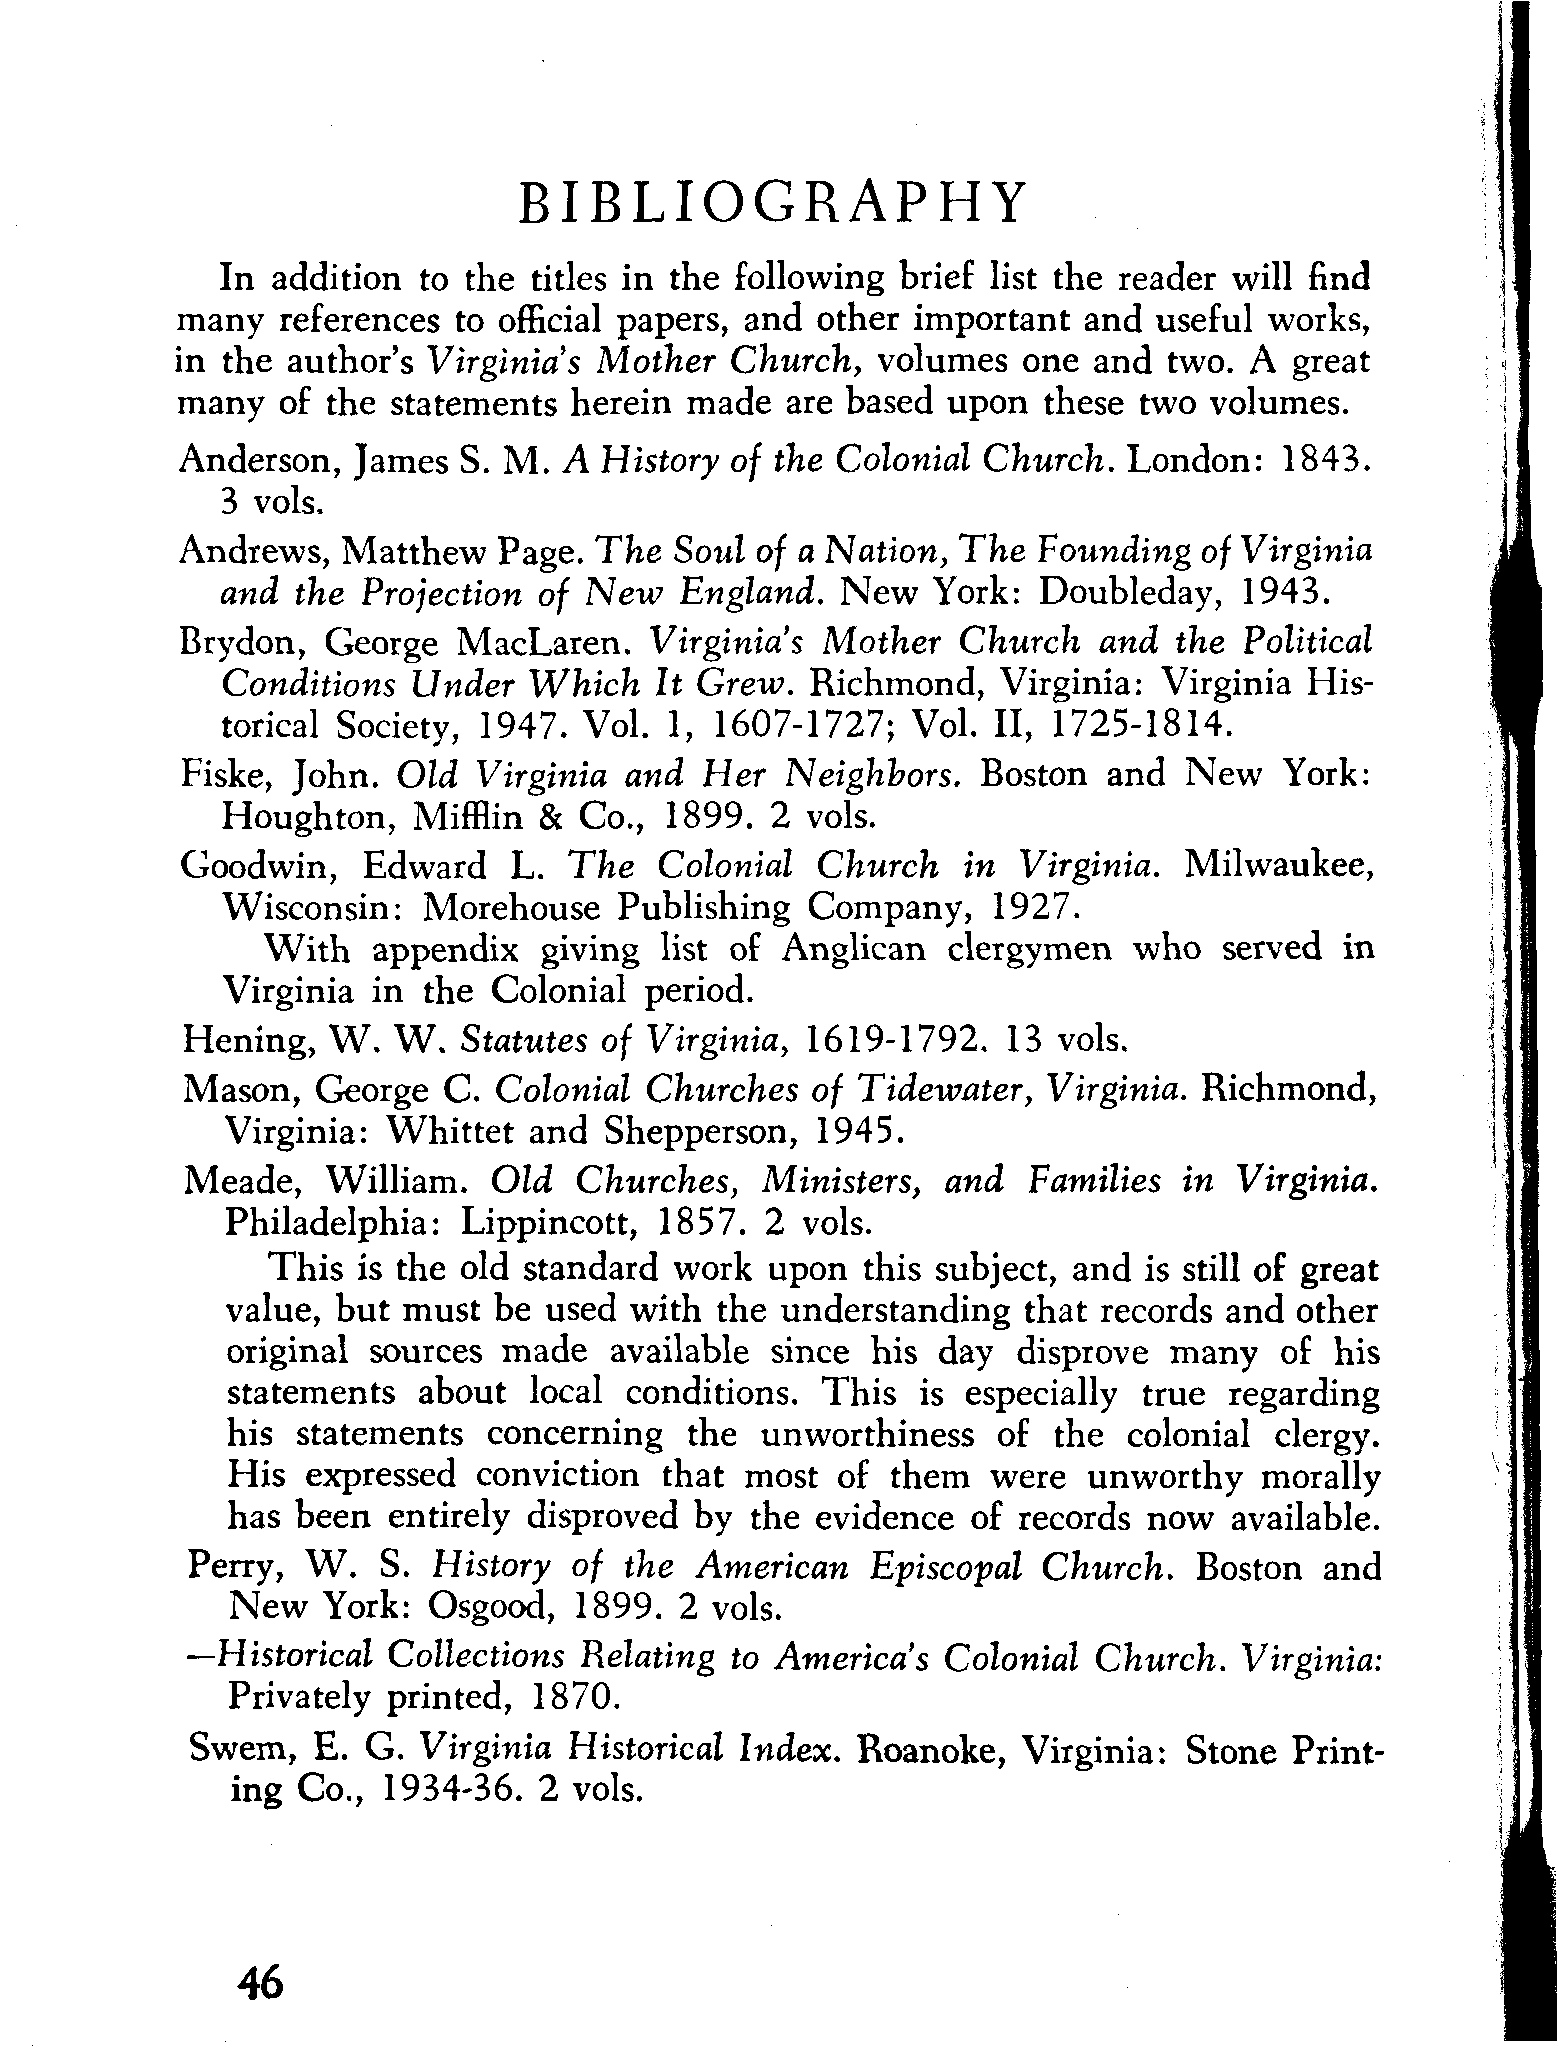 BIBLIOGRAPHY
In addition to the titles in the following brief list the reader will find
many references to official papers, and other important and useful works,
in the author's Virginia's Mother Church, volumes one and two. A great
many of the statements herein made are based upon these two volumes.
Anderson, James S. M. A History of the Colonial Church. London: 1843.
3 vols.
Andrews, Matthew Page. The Soul of a Nation, The Founding of Virginia
and the Projection of New England. New York: Doubleday, 1943.
Brydon, George MacLaren. Virginia's Mother Church and the Political
Conditions Under Which It Grew. Richmond, Virginia: Virginia His-
torical Society, 1947. Vol. 1, 1607-1727; Vol. II, 1725-1814.
Fiske, John. Old Virginia and Her Neighbors. Boston and New York:
Houghton, Mifflin & Co., 1899. 2 vols.
Goodwin, Edward L. The Colonial Church in Virginia. Milwaukee,
Wisconsin: Morehouse Publishing Company, 1927.
With appendix giving list of Anglican clergymen who served in
Virginia in the Colonial period.
Hening, W. W. Statutes of Virginia, 1619-1792. 13 vols.
Mason, George C. Colonial Churches of Tidewater, Virginia. Richmond,
Virginia: Whittet and Shepperson, 1945.
Meade, William. Old Churches, Ministers, and Families in Virginia.
Philadelphia: Lippincott, 1857. 2 vols.
This is the old standard work upon this subject, and is still of great
value, but must be used with the understanding that records and other
original sources made available since his day disprove many of his
statements about local conditions. This is especially true regarding
his statements concerning the unworthiness of the colonial clergy.
His expressed conviction that most of them were unworthy morally
has been entirely disproved by the evidence of records now available.
Perry, W. S. History of the American Episcopal Church. Boston and
New York: Osgood, 1899. 2 vols.
—Historical Collections Relating to America's Colonial Church. Virginia:
Privately printed, 1870.
Swem, E. G. Virginia Historical Index. Roanoke, Virginia: Stone Print-
ing Co., 1934-36. 2 vols.
46